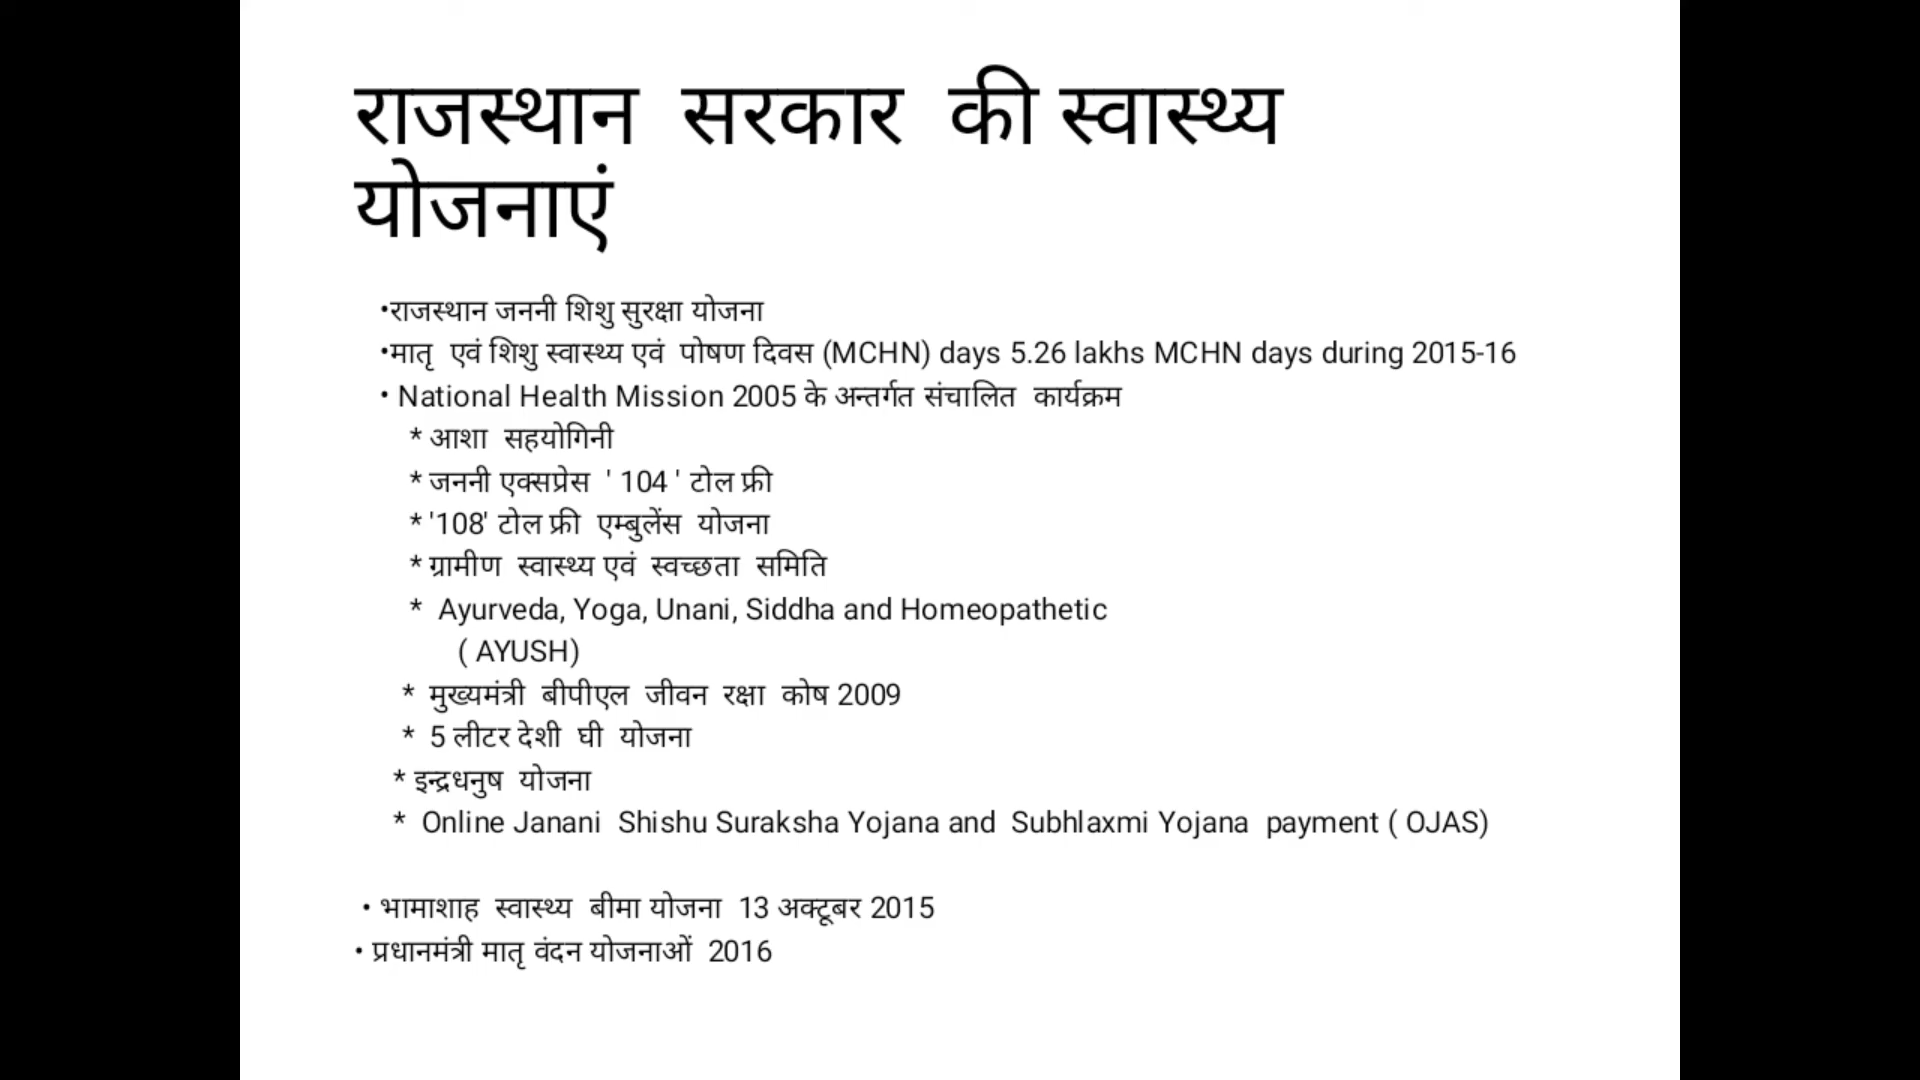 राजस्थान सरकार की स्वास्थ्य
योजनाएं
•राजस्थान जननी शिशु सुरक्षा योजना
•मातृ एवं शिशु स्वास्थ्य एवं पोषण दिवस (MCHN) days 5.26 lakhs MCHN days during 2015-16
• National Health Mission 2005 के अन्तर्गत संचालित कार्यक्रम
* आशा सहयोगिनी
* जननी एक्सप्रेस ' 104 ' टोल फ्री
* '108' टोल फ्री एम्बुलेंस योजना
* ग्रामीण स्वास्थ्य एवं स्वच्छता समिति
* Ayurveda, Yoga, Unani, Siddha and Homeopathetic
( AYUSH)
* मुख्यमंत्री बीपीएल जीवन रक्षा कोष 2009
* 5 लीटर देशी घी योजना
* इन्द्रधनुष योजना
* Online Janani Shishu Suraksha Yojana and Subhlaxmi Yojana payment ( OJAS)
• भामाशाह स्वास्थ्य बीमा योजना 13 अक्टूबर 2015
• प्रधानमंत्री मातृ वंदन योजनाओं 2016